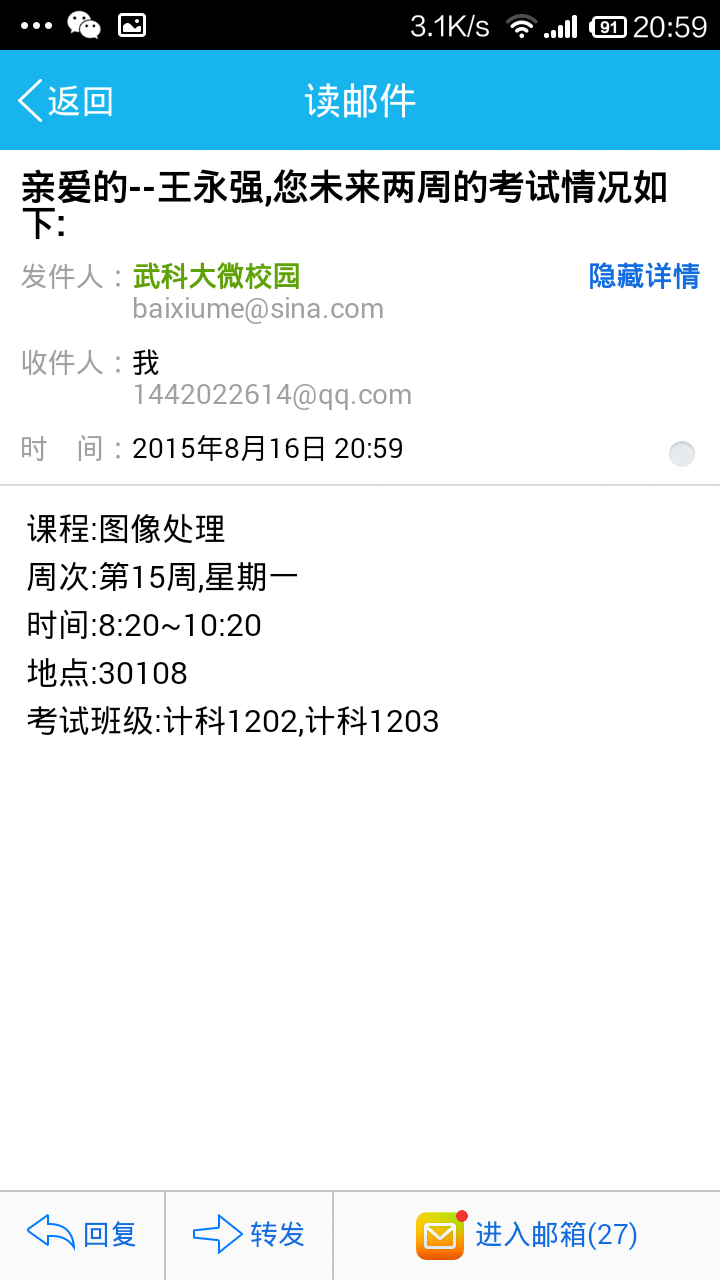 3.1K/s 91 20:59
返回 读邮件
亲爱的--王永强,您未来两周的考试情况如
下:
发件人：武科大微校园 隐藏详情
baixiume@sina.com
收件人：我
1442022614@qq.com
时 间：2015年8月16日 20:59
课程:图像处理
周次:第15周,星期一
时间:8:20~10:20
地点:30108
考试班级:计科1202,计科1203
回复 转发 进入邮箱(27)